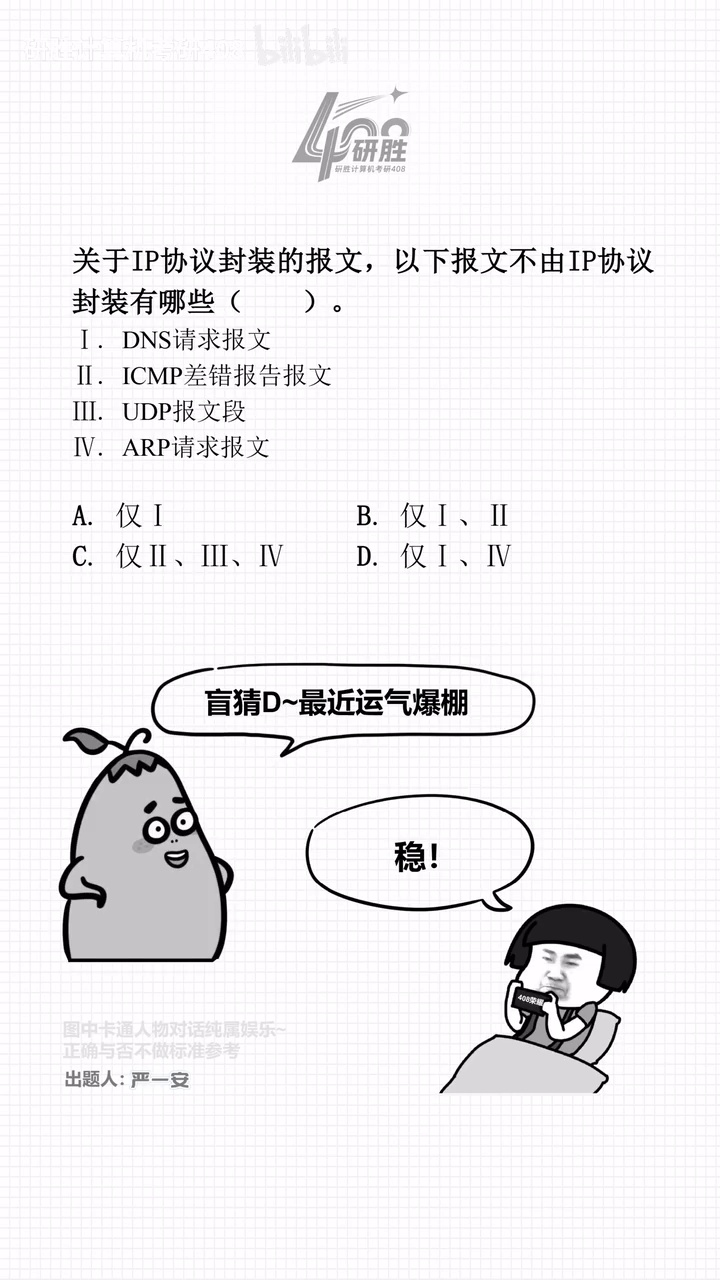 bilibili
408
研胜
研胜计算机考研408
关于IP协议封装的报文，以下报文不由IP协议
封装有哪些（　　）。
Ⅰ. DNS请求报文
Ⅱ. ICMP差错报告报文
Ⅲ. UDP报文段
Ⅳ. ARP请求报文
A. 仅Ⅰ B. 仅Ⅰ、Ⅱ
C. 仅Ⅱ、Ⅲ、Ⅳ D. 仅Ⅰ、Ⅳ
盲猜D~最近运气爆棚
稳!
408荣耀
图中卡通人物对话纯属娱乐~
正确与否不做标准参考
出题人: 严一安